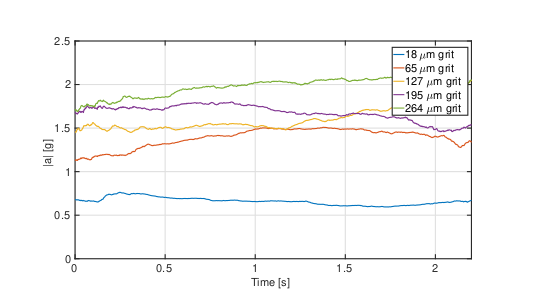 2.5
2
1.5
1
0.5
0
|a| [g]
18 μm grit
65 μm grit
127 μm grit
195 μm grit
264 μm grit
0
0.5
1
1.5
2
Time [s]